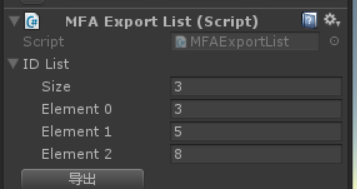 MFA Export List (Script)
Script MFAExportList
ID List
Size 3
Element 0 3
Element 1 5
Element 2 8
导出